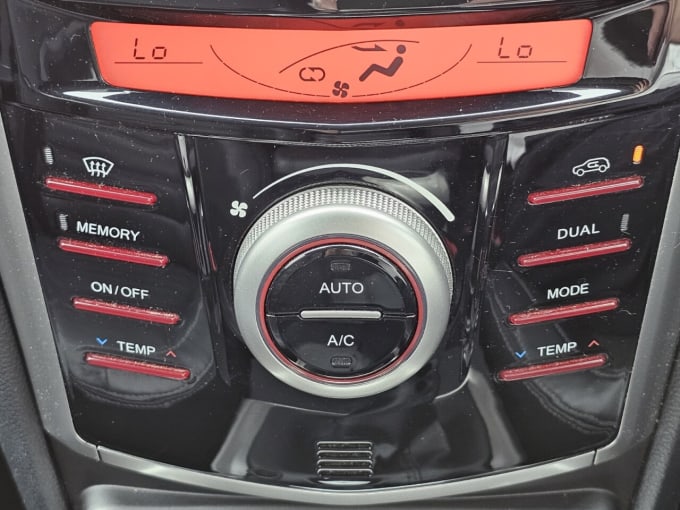 Lo Lo
MEMORY
DUAL
ON/OFF
MODE
AUTO
A/C
TEMP
TEMP